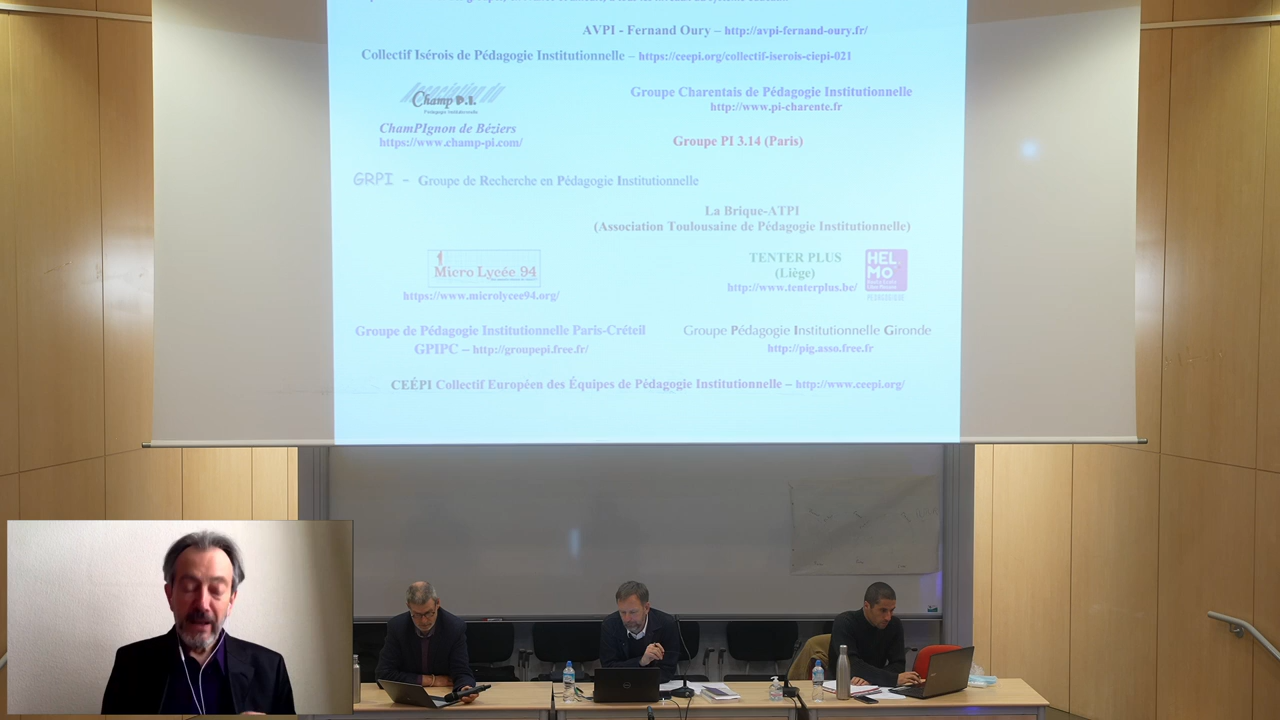 AVPI - Fernand Oury – http://avpi-fernand-oury.fr/
Collectif Isérois de Pédagogie Institutionnelle – https://ceepi.org/collectif-iserois-ciepi-021
Association du
Champ P.I.
Pédagogie Institutionnelle
Groupe Charentais de Pédagogie Institutionnelle
http://www.pi-charente.fr
ChamPIgnon de Béziers
https://www.champ-pi.com/
Groupe PI 3.14 (Paris)
GRPI - Groupe de Recherche en Pédagogie Institutionnelle
La Brique-ATPI
(Association Toulousaine de Pédagogie Institutionnelle)
Micro Lycée 94
https://www.microlycee94.org/
TENTER PLUS
(Liège)
http://www.tenterplus.be/
HEL
MO
Groupe de Pédagogie Institutionnelle Paris-Créteil
GPIPC – http://groupepi.free.fr/
Groupe Pédagogie Institutionnelle Gironde
http://pig.asso.free.fr
CEÉPI Collectif Européen des Équipes de Pédagogie Institutionnelle – http://www.ceepi.org/